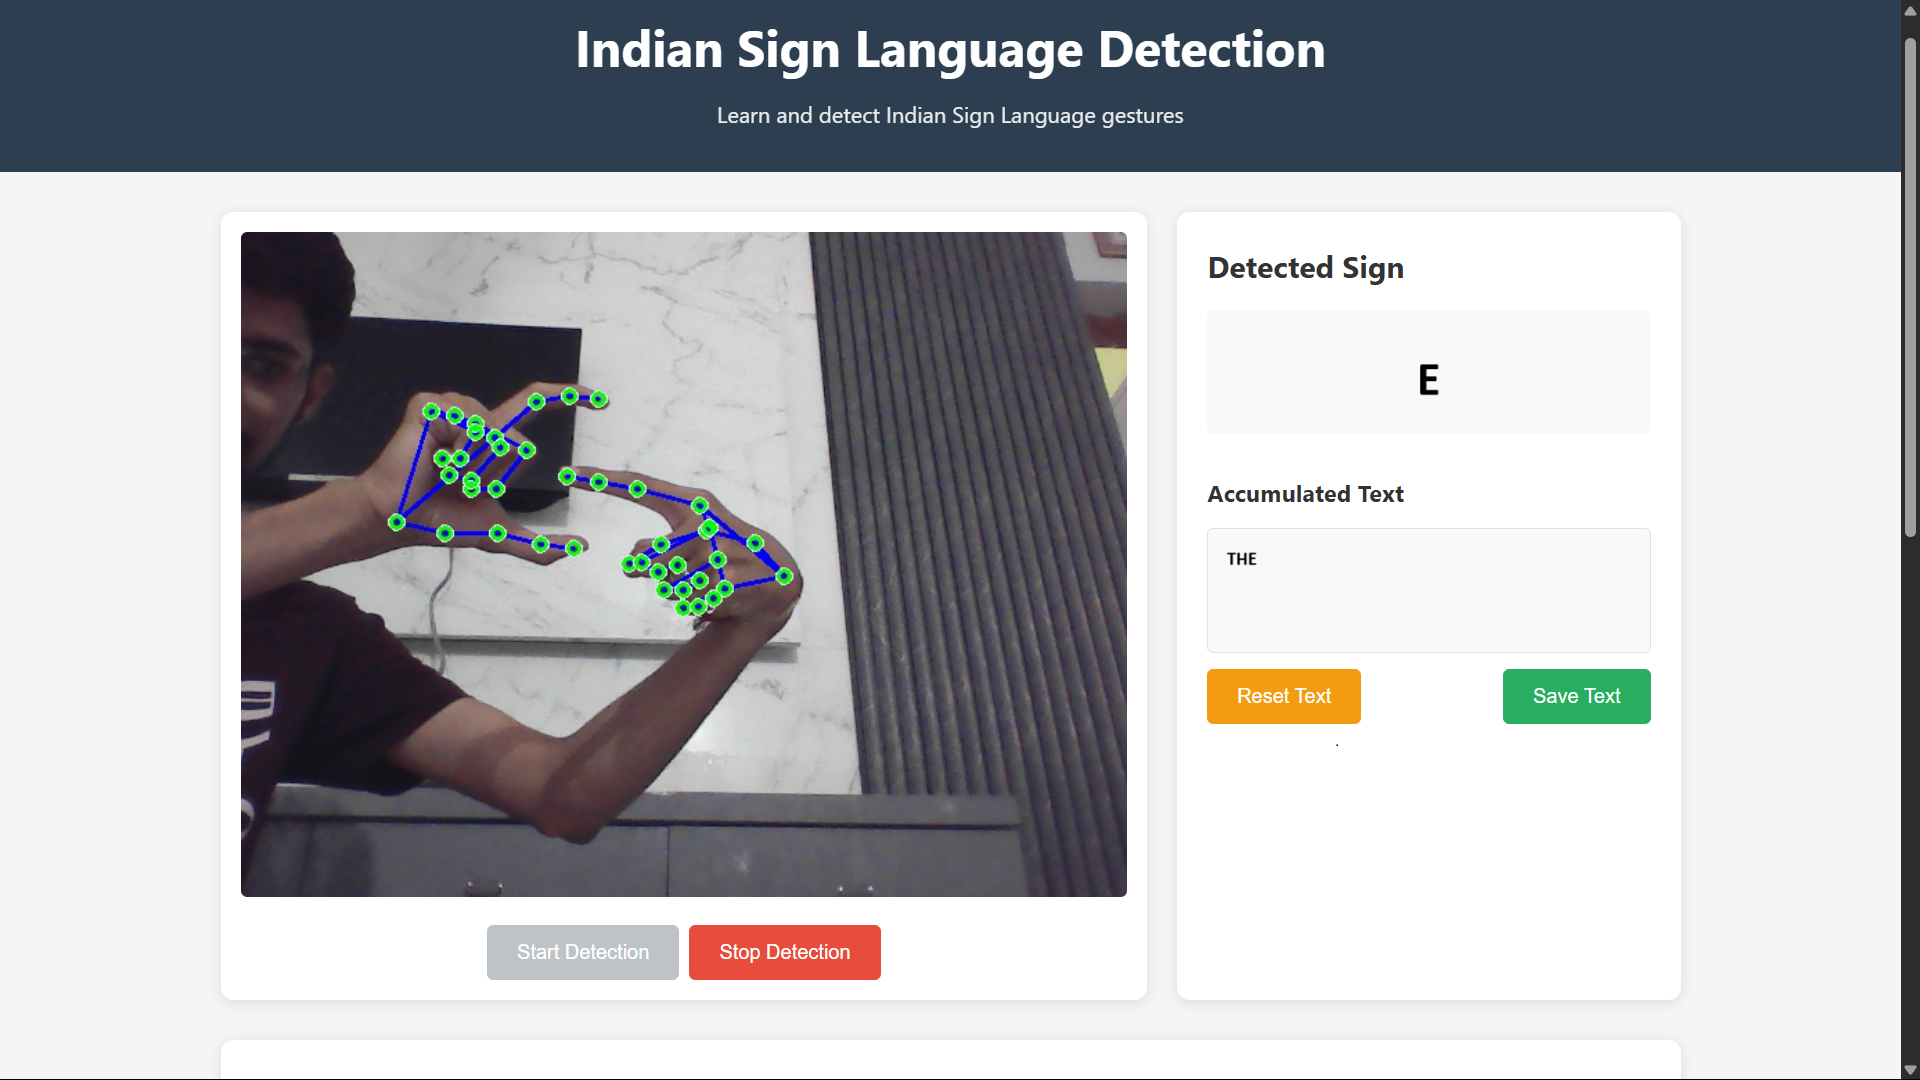 Indian Sign Language Detection
Learn and detect Indian Sign Language gestures
Detected Sign
E
Accumulated Text
THE
Reset Text
Save Text
.
Start Detection
Stop Detection